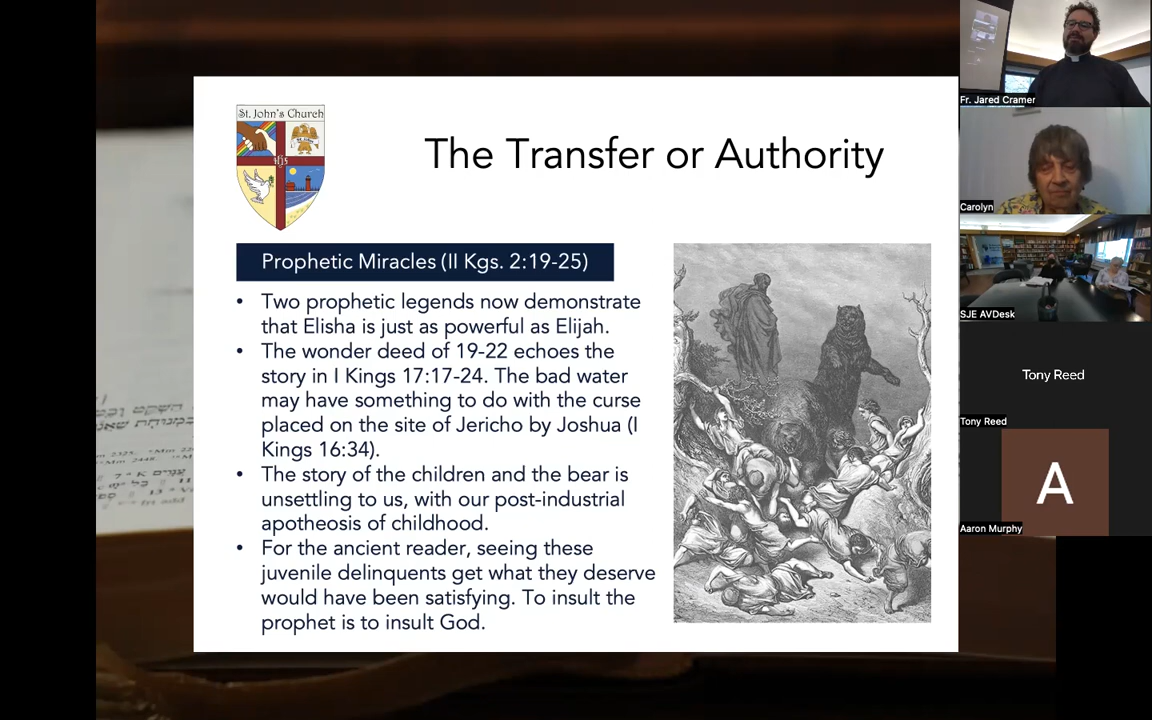 St. John's Church
The Transfer or Authority
Prophetic Miracles (II Kgs. 2:19-25)
• Two prophetic legends now demonstrate
that Elisha is just as powerful as Elijah.
• The wonder deed of 19-22 echoes the
story in I Kings 17:17-24. The bad water
may have something to do with the curse
placed on the site of Jericho by Joshua (I
Kings 16:34).
• The story of the children and the bear is
unsettling to us, with our post-industrial
apotheosis of childhood.
• For the ancient reader, seeing these
juvenile delinquents get what they deserve
would have been satisfying. To insult the
prophet is to insult God.
Fr. Jared Cramer
Carolyn
SJE AVDesk
Tony Reed
Tony Reed
A
Aaron Murphy